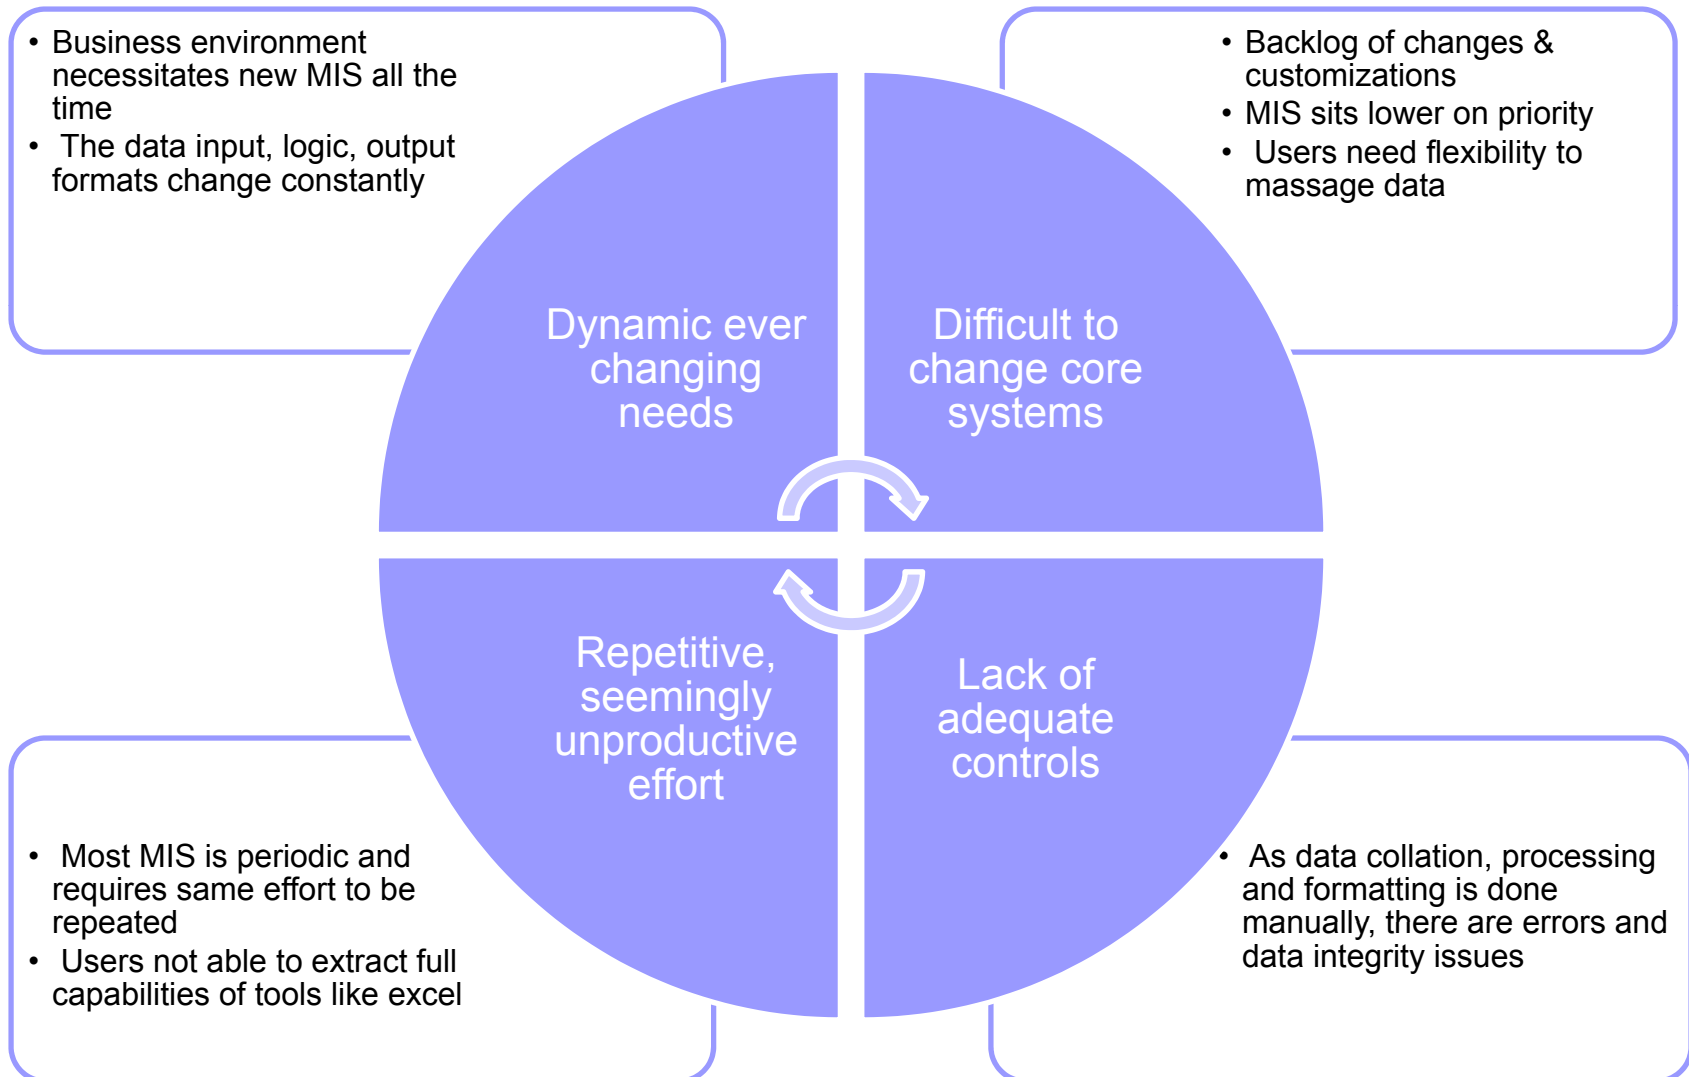 • Business environment
necessitates new MIS all the
time
• The data input, logic, output
formats change constantly
• Backlog of changes &
customizations
• MIS sits lower on priority
• Users need flexibility to
massage data
Dynamic ever
changing
needs
Difficult to
change core
systems
Repetitive,
seemingly
unproductive
effort
Lack of
adequate
controls
• Most MIS is periodic and
requires same effort to be
repeated
• Users not able to extract full
capabilities of tools like excel
• As data collation, processing
and formatting is done
manually, there are errors and
data integrity issues